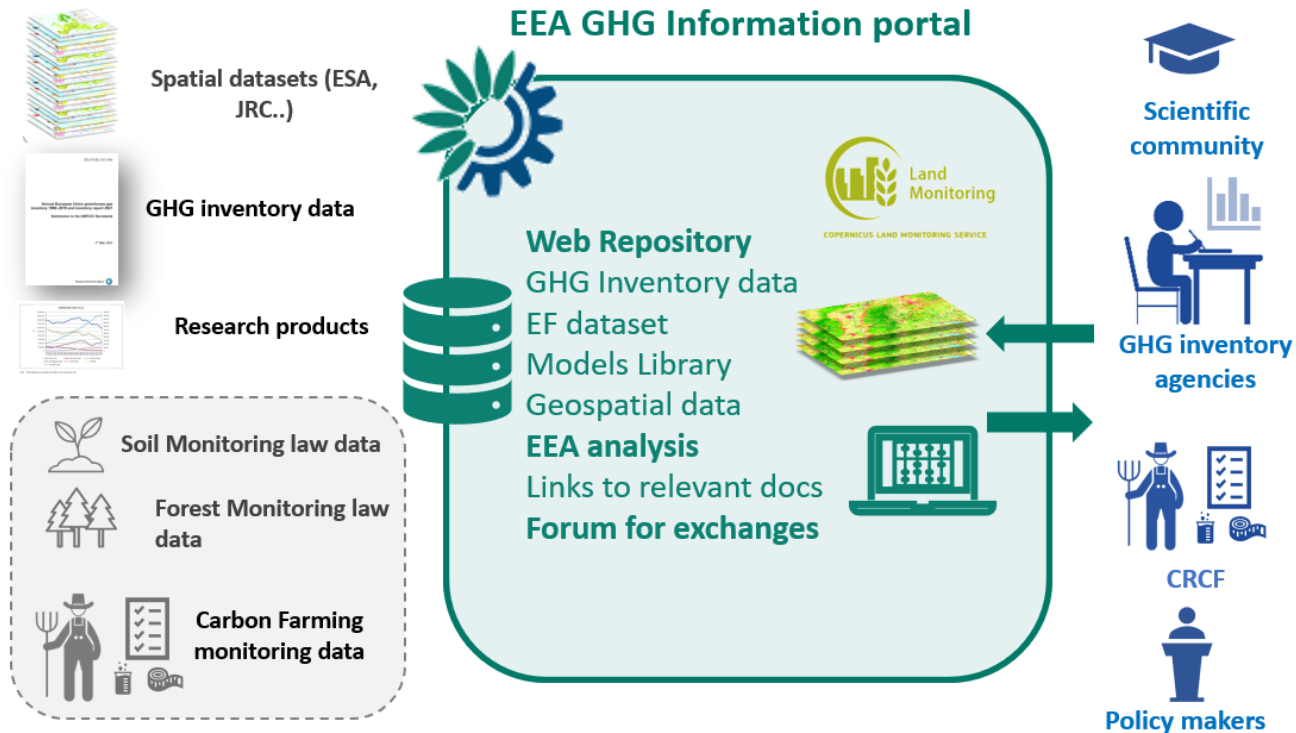 EEA GHG Information portal
Spatial datasets (ESA,
JRC..)
GHG inventory data
Research products
Soil Monitoring law data
Forest Monitoring law
data
Carbon Farming
monitoring data
Land
Monitoring
COPERNICUS LAND MONITORING SERVICE
Web Repository
GHG Inventory data
EF dataset
Models Library
Geospatial data
EEA analysis
Links to relevant docs
Forum for exchanges
Scientific
community
GHG inventory
agencies
CRCF
Policy makers